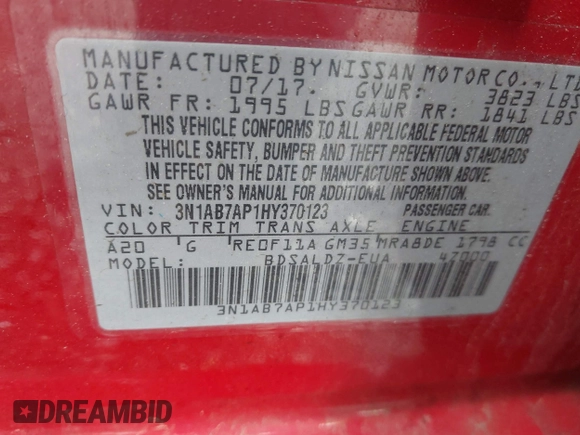 MANUFACTURED BY NISSAN MOTOR CO., LTD
DATE: 07/17. GVWR: 3823 LBS
GAWR FR: 1995 LBS GAWR RR: 1841 LBS
THIS VEHICLE CONFORMS TO ALL APPLICABLE FEDERAL MOTOR
VEHICLE SAFETY, BUMPER AND THEFT PREVENTION STANDARDS
IN EFFECT ON THE DATE OF MANUFACTURE SHOWN ABOVE.
SEE OWNER'S MANUAL FOR ADDITIONAL INFORMATION.
VIN: 3N1AB7AP1HY370123 PASSENGER CAR.
COLOR TRIM TRANS AXLE ENGINE
A20 G RE0F11A GM35 MRA8DE 1798 CC
MODEL: BDSALDZ-EUA 47000
3N1AB7AP1HY370123
DREAMBID